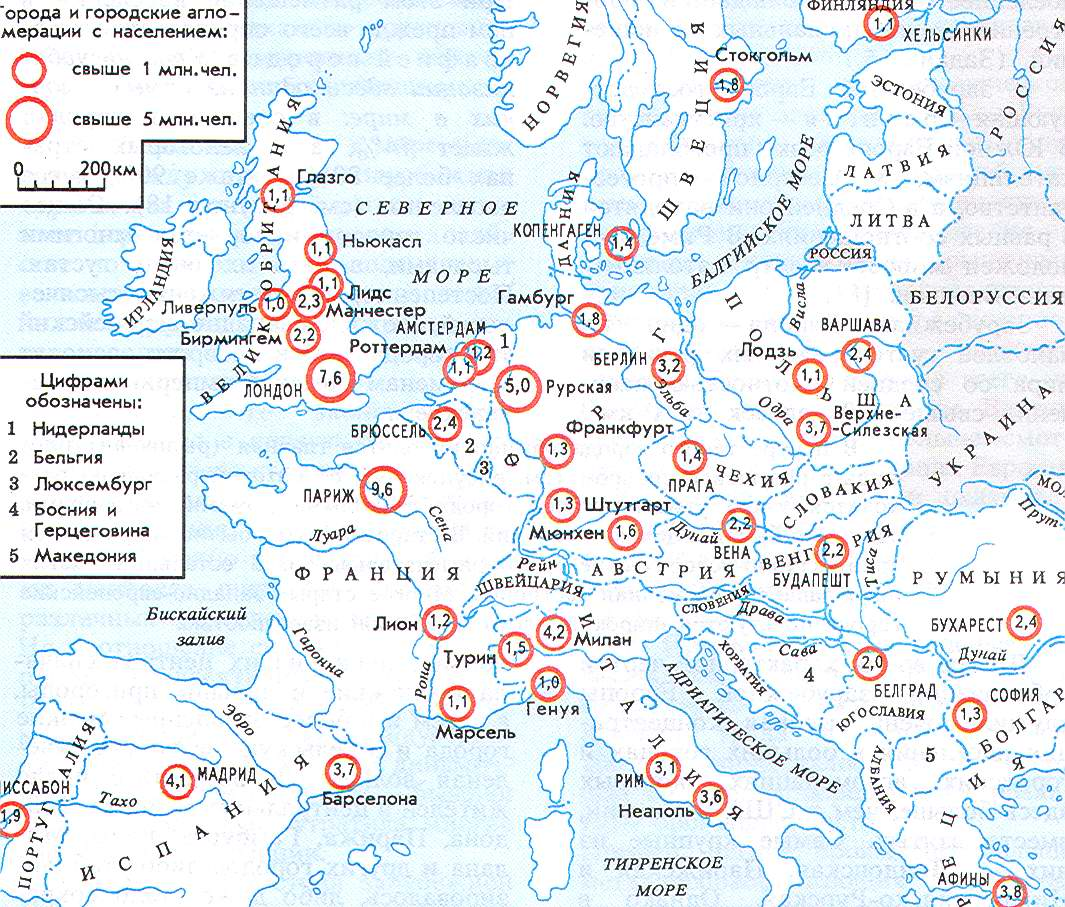 Города и городские агло-
мерации с населением:
свыше 1 млн.чел.
свыше 5 млн.чел.
0 200км
Цифрами
обозначены:
1 Нидерланды
2 Бельгия
3 Люксембург
4 Босния и
Герцеговина
5 Македония
ФИНЛЯНДИЯ
1,1
ХЕЛЬСИНКИ
НОРВЕГИЯ
ШВЕЦИЯ
Стокгольм
1,8
ЭСТОНИЯ
РОССИЯ
ЛАТВИЯ
ЛИТВА
РОССИЯ
БЕЛОРУССИЯ
БАЛТИЙСКОЕ МОРЕ
ДАНИЯ
КОПЕНГАГЕН
1,4
СЕВЕРНОЕ
МОРЕ
ВЕЛИКОБРИТАНИЯ
ИРЛАНДИЯ
Глазго
1,1
Ньюкасл
1,1
Лидс
1,1
Ливерпуль
1,0
Манчестер
2,3
Бирмингем
2,2
ЛОНДОН
7,6
АМСТЕРДАМ
1,2
1
Роттердам
1,1
Гамбург
1,8
БЕРЛИН
3,2
Эльба
ФРГ
Рурская
5,0
БРЮССЕЛЬ
2,4
2
3
Франкфурт
1,3
Штутгарт
1,3
Мюнхен
1,6
ПОЛЬША
Висла
ВАРШАВА
2,4
Лодзь
1,1
Одра
Верхне-
-Силезская
3,7
УКРАИНА
ПРАГА
1,4
ЧЕХИЯ
СЛОВАКИЯ
МОЛ
Прут
ПАРИЖ
9,6
Сена
Луара
ФРАНЦИЯ
Рейн
ШВЕЙЦАРИЯ
АВСТРИЯ
Дунай
ВЕНА
2,2
ВЕНГРИЯ
2,2
БУДАПЕШТ
Тиса
РУМЫНИЯ
БУХАРЕСТ
2,4
Дунай
СЛОВЕНИЯ
Драва
Сава
ХОРВАТИЯ
4
БЕЛГРАД
2,0
ЮГОСЛАВИЯ
СОФИЯ
1,3
БОЛГАР
5
АЛБАНИЯ
АДРИАТИЧЕСКОЕ МОРЕ
Бискайский
залив
Гаронна
Лион
1,2
Рона
Турин
1,5
Милан
4,2
Генуя
1,0
Марсель
1,1
ИТАЛИЯ
РИМ
3,1
Неаполь
3,6
ТИРРЕНСКОЕ
МОРЕ
Эбро
Барселона
3,7
МАДРИД
4,1
Тахо
ИСПАНИЯ
ПОРТУГАЛИЯ
ИССАБОН
1,9
АФИНЫ
3,8
ГРЕЦИЯ